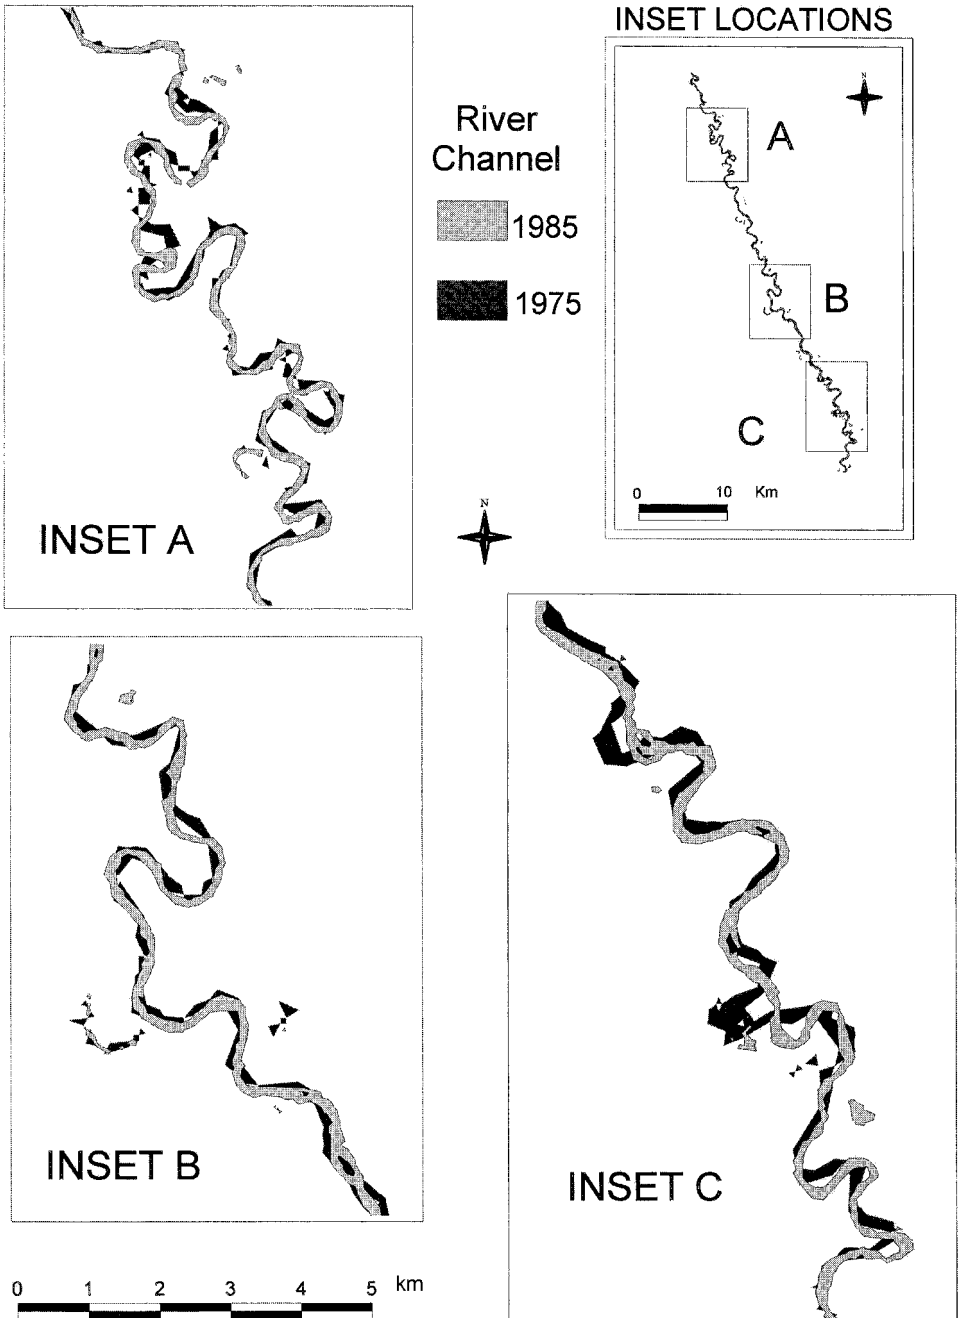 INSET LOCATIONS
N
A
B
C
0 10 Km
River
Channel
1985
1975
INSET A
N
INSET B
INSET C
0 1 2 3 4 5 km